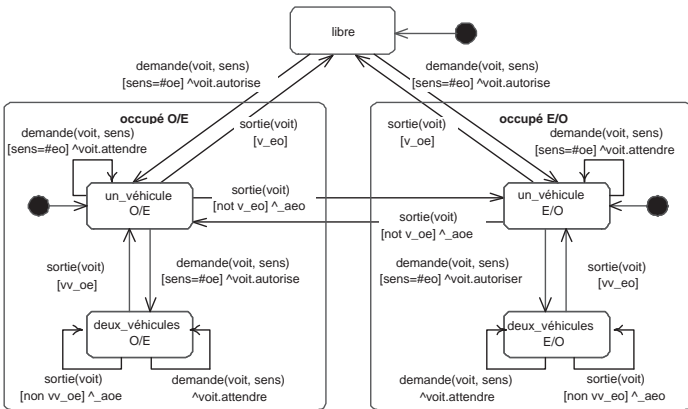 libre
demande(voit, sens)
[sens=#oe] ^voit.autorise
demande(voit, sens)
[sens=#eo] ^voit.autorise
occupé O/E
occupé E/O
demande(voit, sens)
[sens=#eo] ^voit.attendre
sortie(voit)
[v_eo]
sortie(voit)
[v_oe]
demande(voit, sens)
[sens=#oe] ^voit.attendre
un_véhicule
O/E
sortie(voit)
[not v_eo] ^_aeo
un_véhicule
E/O
sortie(voit)
[not v_oe] ^_aoe
sortie(voit)
[vv_oe]
demande(voit, sens)
[sens=#oe] ^voit.autorise
demande(voit, sens)
[sens=#eo] ^voit.autoriser
sortie(voit)
[vv_eo]
deux_véhicules
O/E
deux_véhicules
E/O
sortie(voit)
[non vv_oe] ^_aoe
demande(voit, sens)
^voit.attendre
demande(voit, sens)
^voit.attendre
sortie(voit)
[non vv_eo] ^_aeo